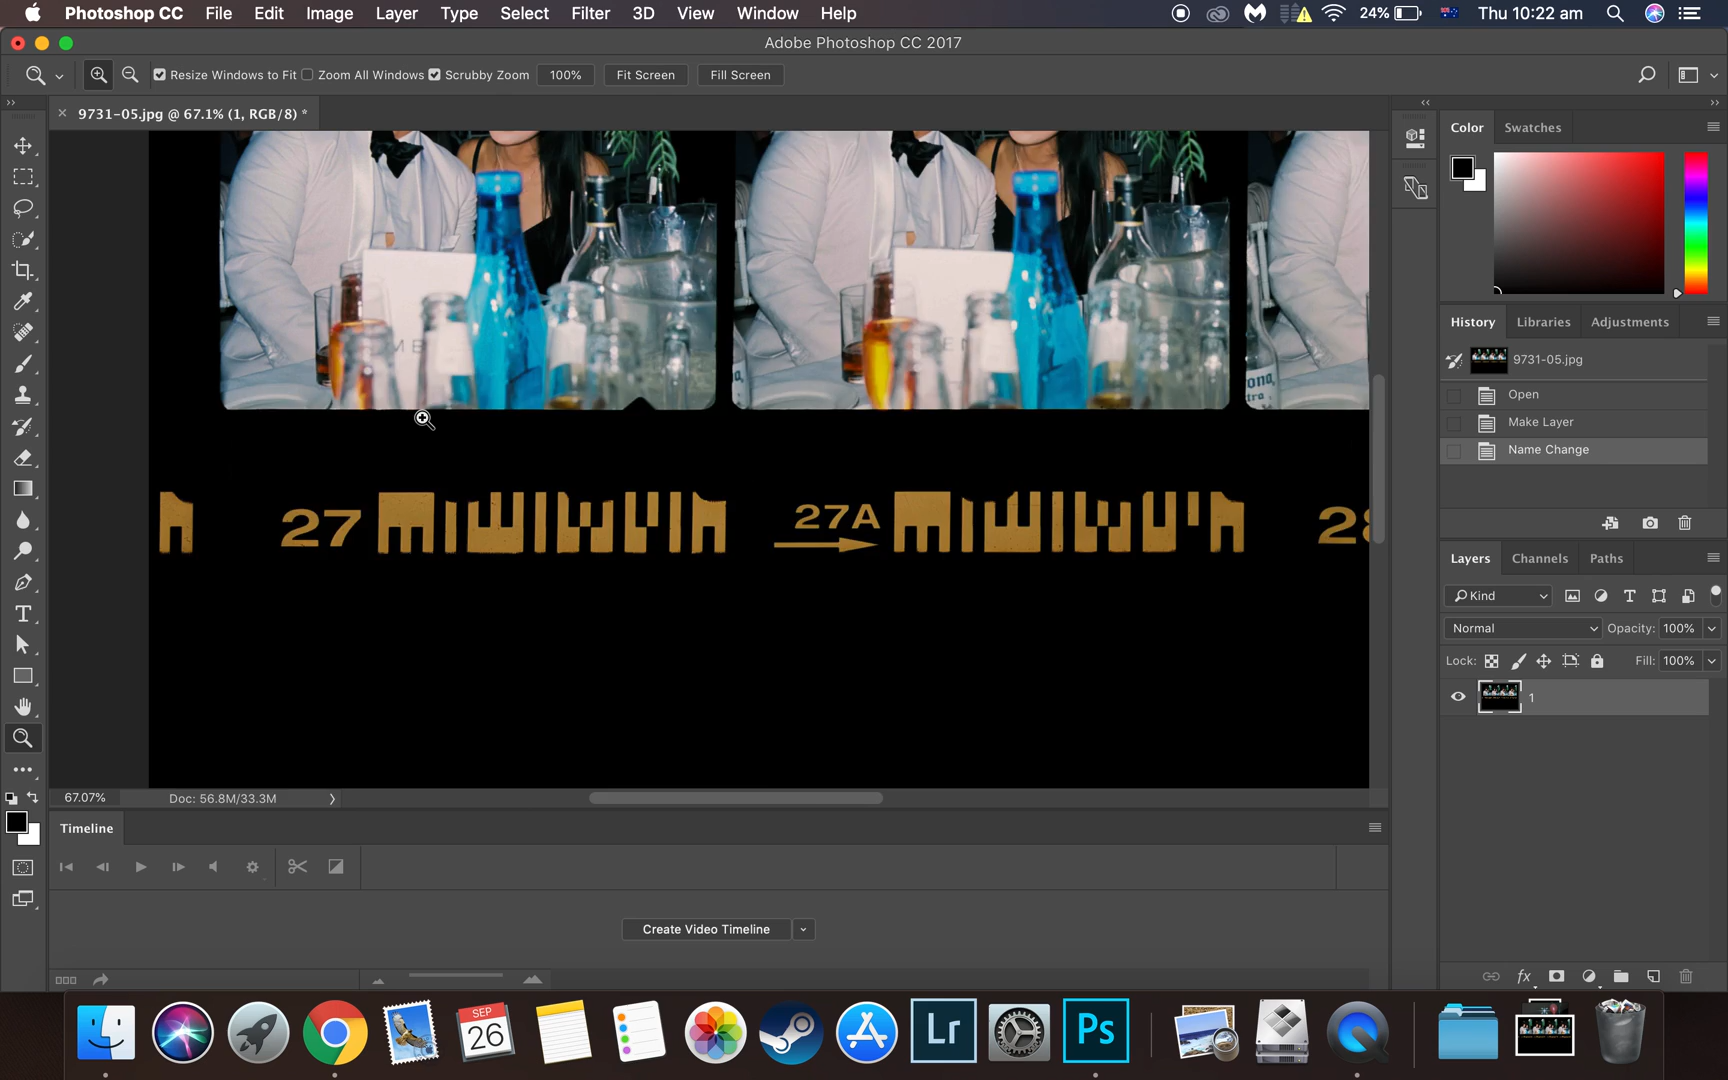 Photoshop CC File Edit Image Layer Type Select Filter 3D View Window Help 24% Thu 10:22 am
Adobe Photoshop CC 2017
Resize Windows to Fit Zoom All Windows Scrubby Zoom 100% Fit Screen Fill Screen
9731-05.jpg @ 67.1% (1, RGB/8) *
Color Swatches
27 27A
History Libraries Adjustments
9731-05.jpg
Open
Make Layer
Name Change
Layers Channels Paths
Kind
Normal Opacity: 100%
Lock: Fill: 100%
1
67.07% Doc: 56.8M/33.3M
Timeline
Create Video Timeline
fx
SEP
26
Lr
Ps